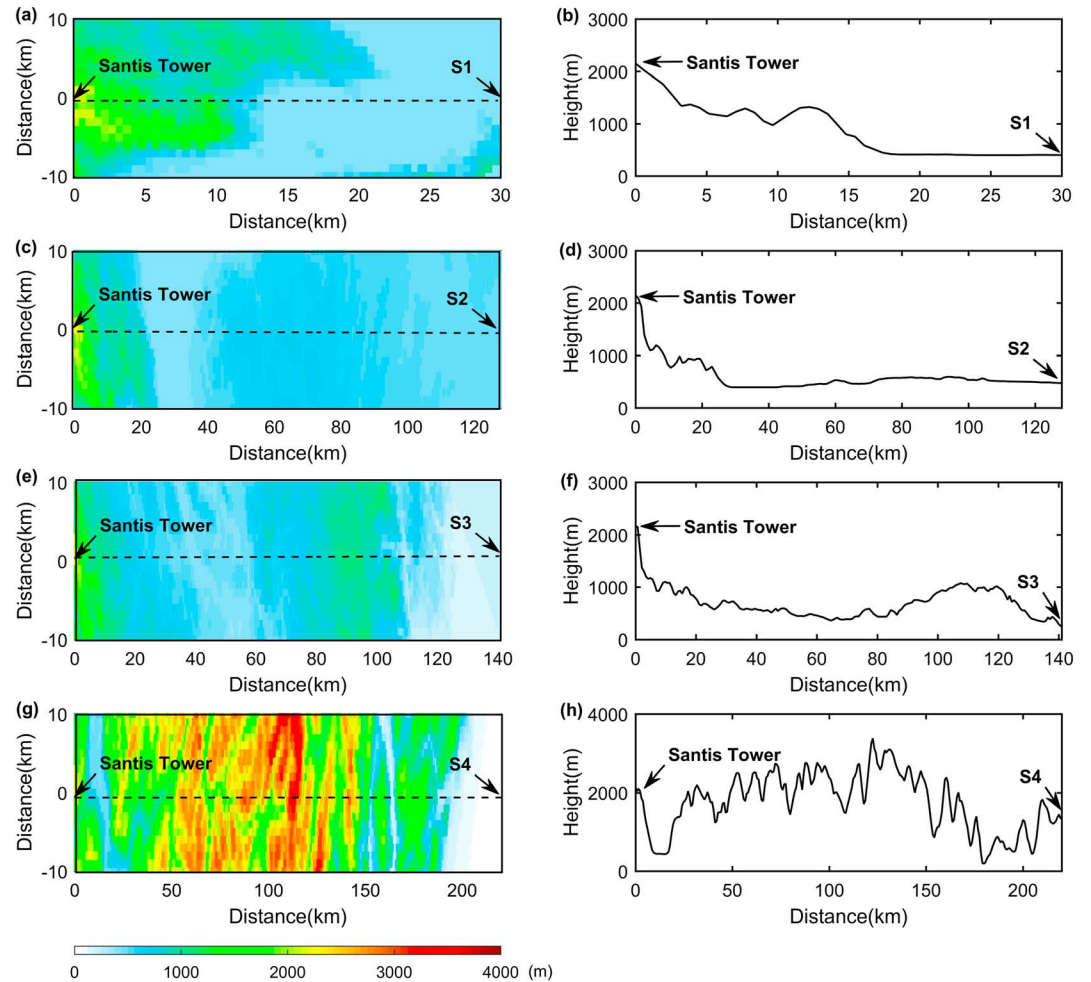 (a)
10
0
-10
Distance(km)
Santis Tower
S1
0 5 10 15 20 25 30
Distance(km)
(b)
3000
2000
1000
0
Height(m)
Santis Tower
S1
0 5 10 15 20 25 30
Distance(km)
(c)
10
0
-10
Distance(km)
Santis Tower
S2
0 20 40 60 80 100 120
Distance(km)
(d)
3000
2000
1000
0
Height(m)
Santis Tower
S2
0 20 40 60 80 100 120
Distance(km)
(e)
10
0
-10
Distance(km)
Santis Tower
S3
0 20 40 60 80 100 120 140
Distance(km)
(f)
3000
2000
1000
0
Height(m)
Santis Tower
S3
0 20 40 60 80 100 120 140
Distance(km)
(g)
10
0
-10
Distance(km)
Santis Tower
S4
0 50 100 150 200
Distance(km)
(h)
4000
2000
0
Height(m)
Santis Tower
S4
0 50 100 150 200
Distance(km)
0 1000 2000 3000 4000 (m)